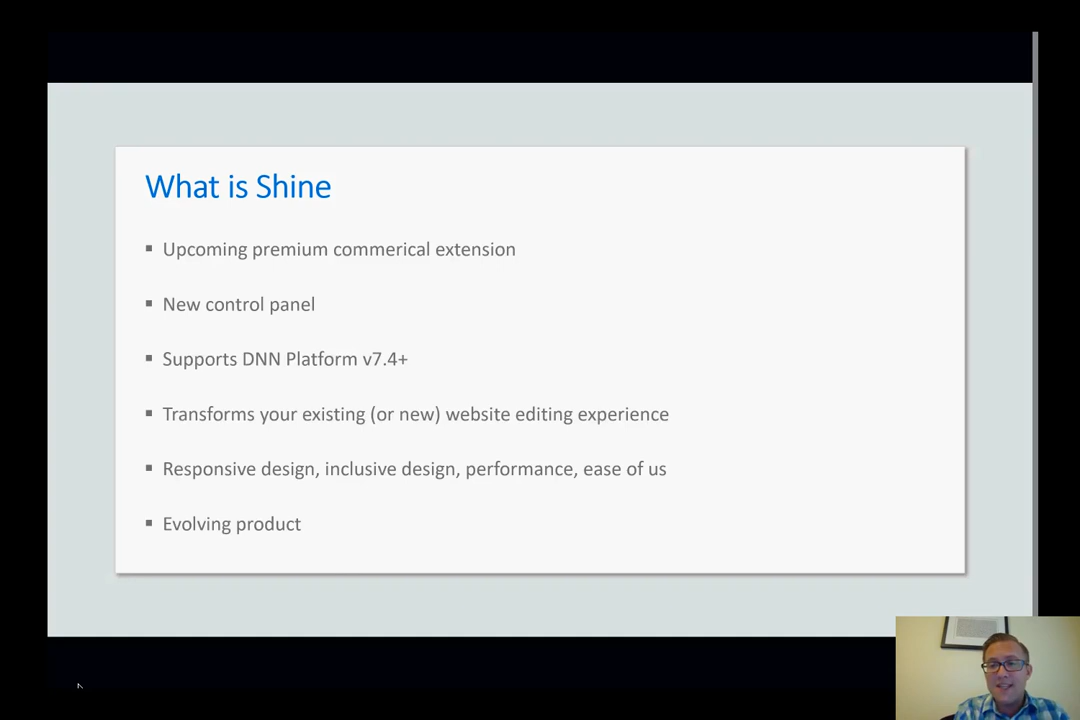 What is Shine
Upcoming premium commerical extension
New control panel
Supports DNN Platform v7.4+
Transforms your existing (or new) website editing experience
Responsive design, inclusive design, performance, ease of us
Evolving product